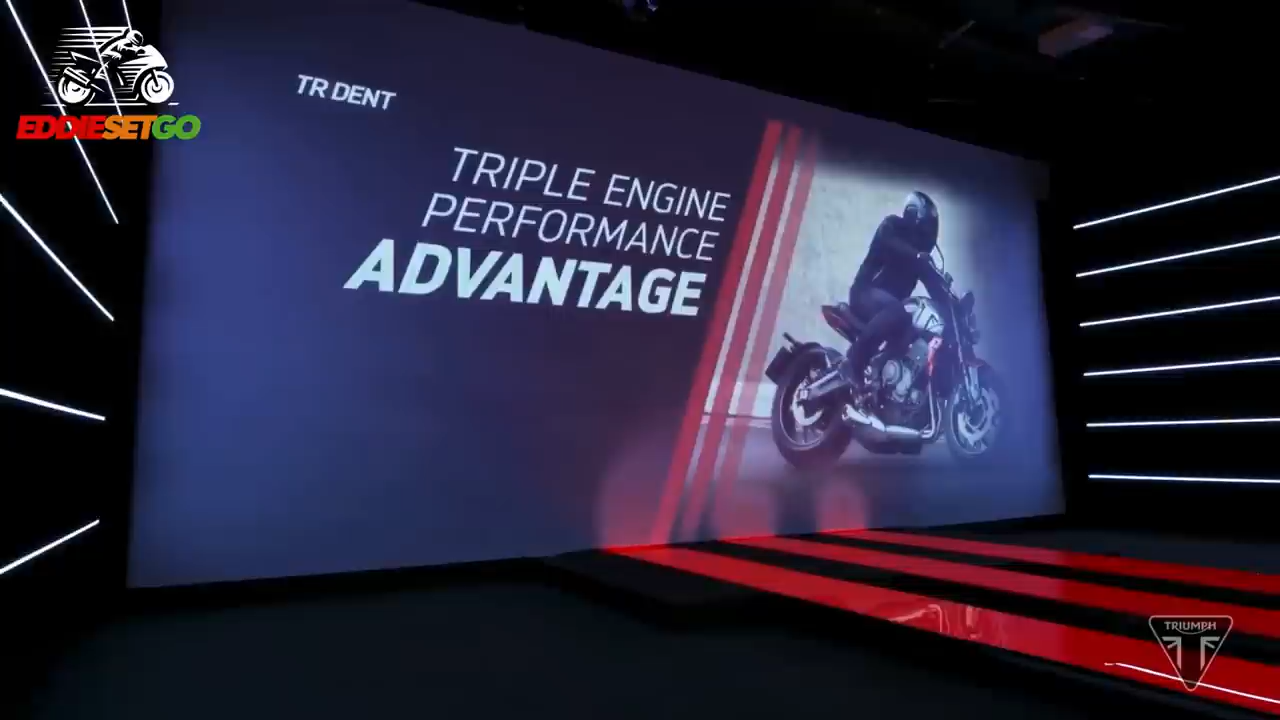 EDDIESETGO
TR DENT
TRIPLE ENGINE
PERFORMANCE
ADVANTAGE
TRIUMPH